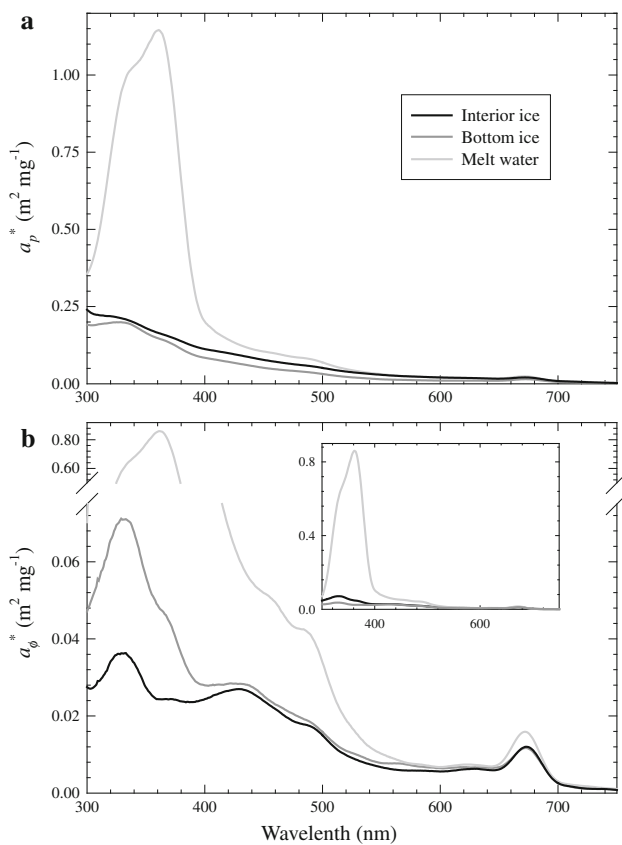 a
1.00
0.75
0.50
0.25
0.00
a_p^* (m^2 mg^-1)
Interior ice
Bottom ice
Melt water
300 400 500 600 700
b
0.80
0.60
0.06
0.04
0.02
0.00
a_ϕ^* (m^2 mg^-1)
0.8
0.4
0.0
400 600
300 400 500 600 700
Wavelenth (nm)